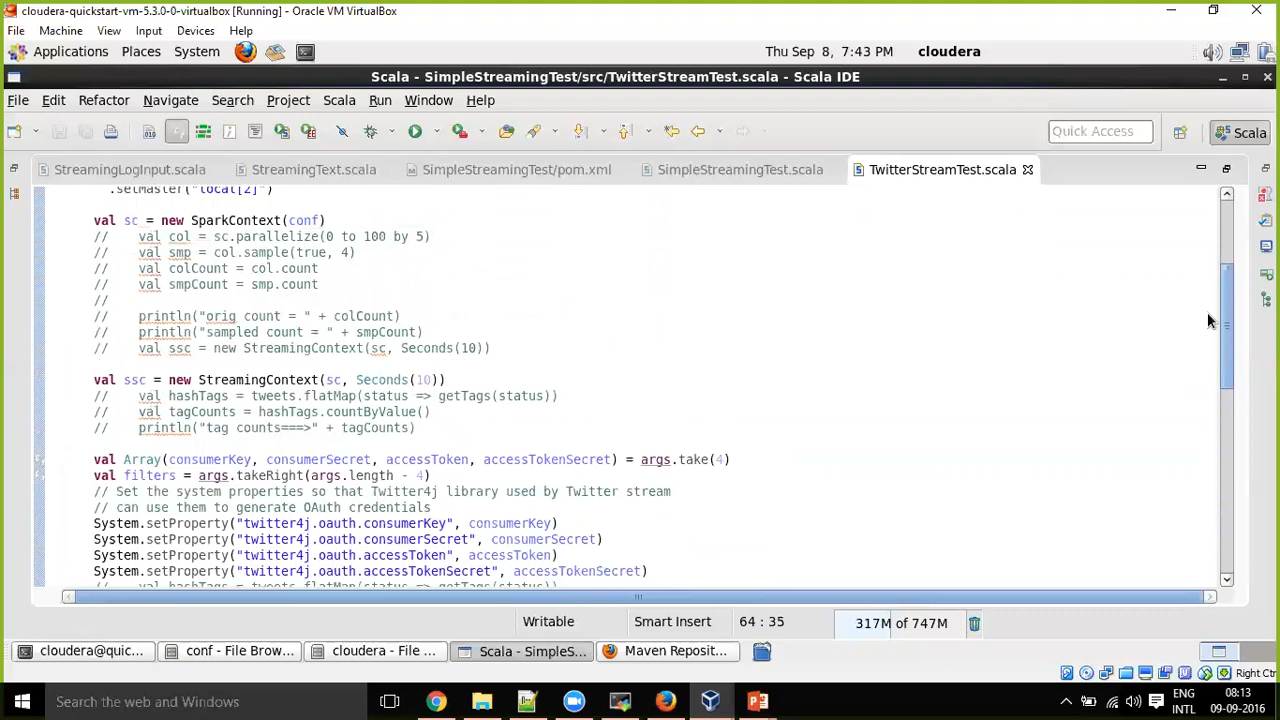 cloudera-quickstart-vm-5.3.0-0-virtualbox [Running] - Oracle VM VirtualBox
File Machine View Input Devices Help
Applications Places System Thu Sep 8, 7:43 PM cloudera
Scala - SimpleStreamingTest/src/TwitterStreamTest.scala - Scala IDE
File Edit Refactor Navigate Search Project Scala Run Window Help
Quick Access Scala
StreamingLogInput.scala StreamingText.scala SimpleStreamingTest/pom.xml SimpleStreamingTest.scala TwitterStreamTest.scala
.setMaster("local[2]")
val sc = new SparkContext(conf)
// val col = sc.parallelize(0 to 100 by 5)
// val smp = col.sample(true, 4)
// val colCount = col.count
// val smpCount = smp.count
//
// println("orig count = " + colCount)
// println("sampled count = " + smpCount)
// val ssc = new StreamingContext(sc, Seconds(10))
val ssc = new StreamingContext(sc, Seconds(10))
// val hashTags = tweets.flatMap(status => getTags(status))
// val tagCounts = hashTags.countByValue()
// println("tag counts===>" + tagCounts)
val Array(consumerKey, consumerSecret, accessToken, accessTokenSecret) = args.take(4)
val filters = args.takeRight(args.length - 4)
// Set the system properties so that Twitter4j library used by Twitter stream
// can use them to generate OAuth credentials
System.setProperty("twitter4j.oauth.consumerKey", consumerKey)
System.setProperty("twitter4j.oauth.consumerSecret", consumerSecret)
System.setProperty("twitter4j.oauth.accessToken", accessToken)
System.setProperty("twitter4j.oauth.accessTokenSecret", accessTokenSecret)
// val hashTags = tweets.flatMap(status => getTags(status))
Writable Smart Insert 64 : 35 317M of 747M
cloudera@quic... conf - File Brow... cloudera - File ... Scala - SimpleS... Maven Reposit...
Right Ctrl
Search the web and Windows
ENG 08:13
INTL 09-09-2016